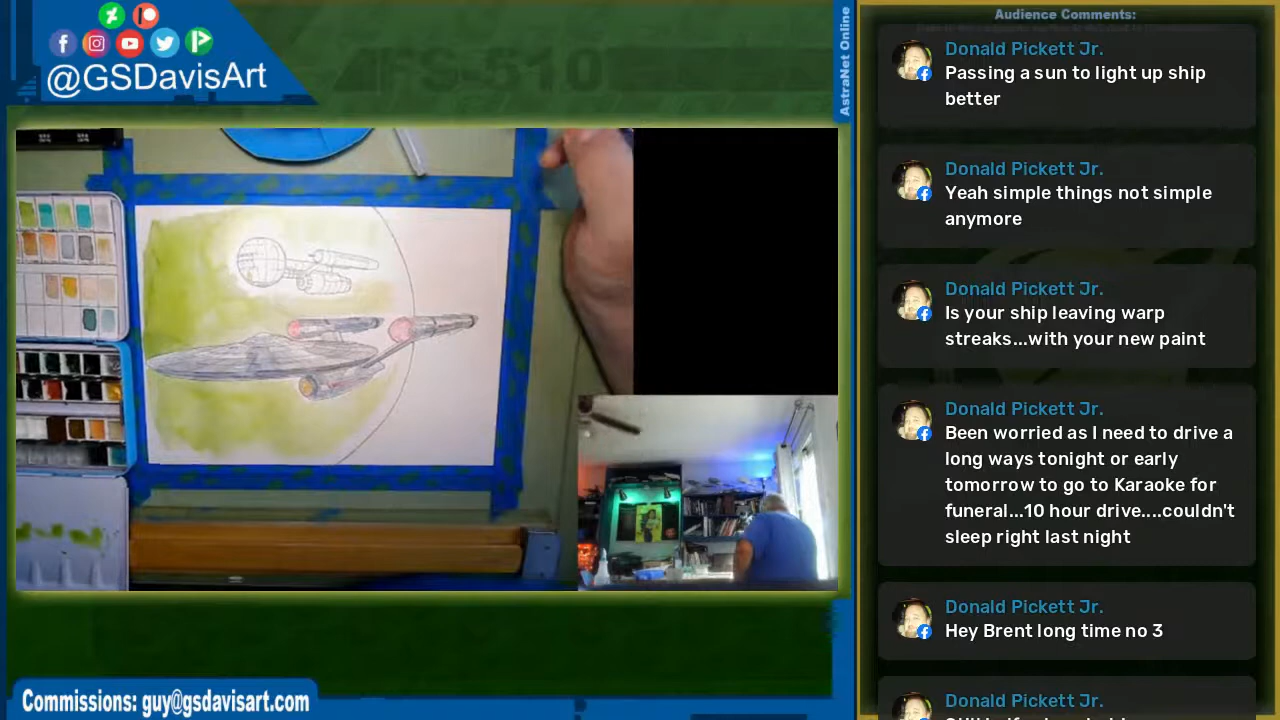 @GSDavisArt
AstraNet Online
Audience Comments:
Donald Pickett Jr.
Passing a sun to light up ship
better
Donald Pickett Jr.
Yeah simple things not simple
anymore
Donald Pickett Jr.
Is your ship leaving warp
streaks...with your new paint
Donald Pickett Jr.
Been worried as I need to drive a
long ways tonight or early
tomorrow to go to Karaoke for
funeral...10 hour drive....couldn't
sleep right last night
Donald Pickett Jr.
Hey Brent long time no 3
Donald Pickett Jr.
Commissions: guy@gsdavisart.com